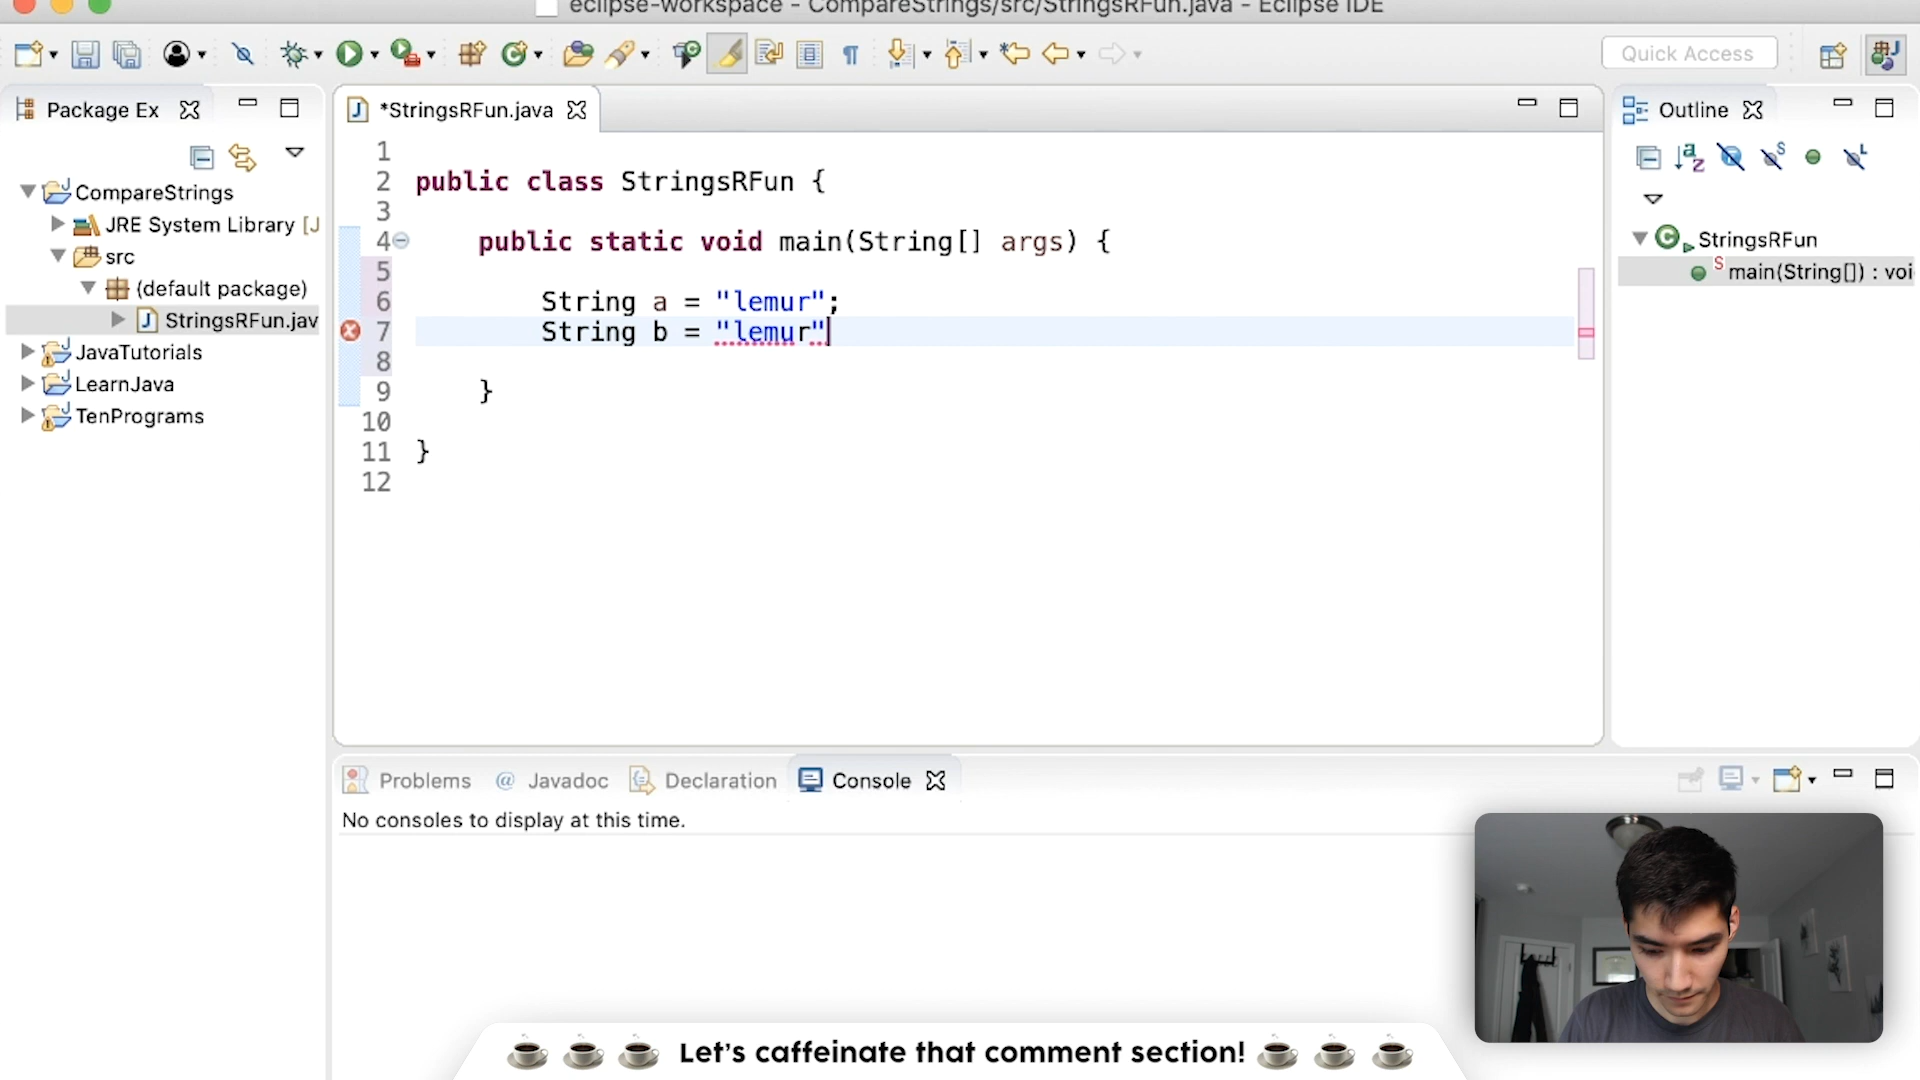 eclipse-workspace - CompareStrings/src/StringsRFun.java - Eclipse IDE
Quick Access
Package Ex
*StringsRFun.java
Outline
CompareStrings
JRE System Library [J
src
(default package)
StringsRFun.jav
JavaTutorials
LearnJava
TenPrograms
1
2 public class StringsRFun {
3
4 public static void main(String[] args) {
5
6 String a = "lemur";
7 String b = "lemur"
8
9 }
10
11 }
12
StringsRFun
main(String[]) : voi
Problems @ Javadoc Declaration Console
No consoles to display at this time.
Let's caffeinate that comment section!